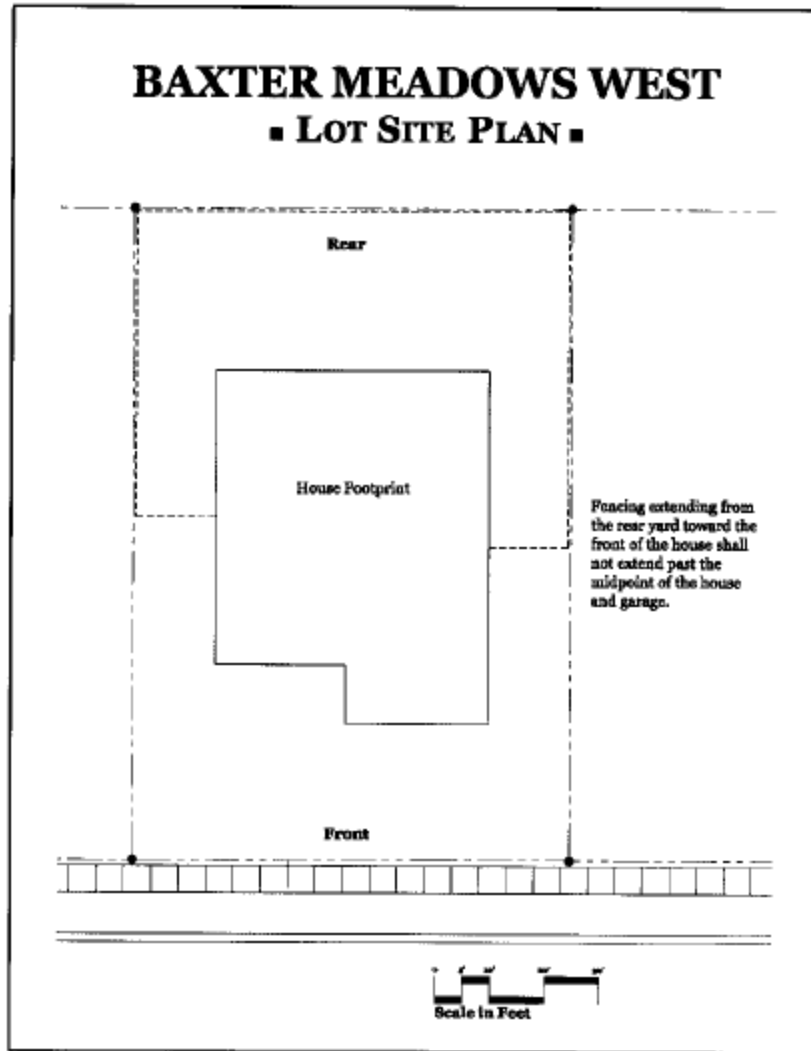 BAXTER MEADOWS WEST
▪ LOT SITE PLAN ▪
Rear
House Footprint
Fencing extending from
the rear yard toward the
front of the house shall
not extend past the
midpoint of the house
and garage.
Front
Scale in Feet